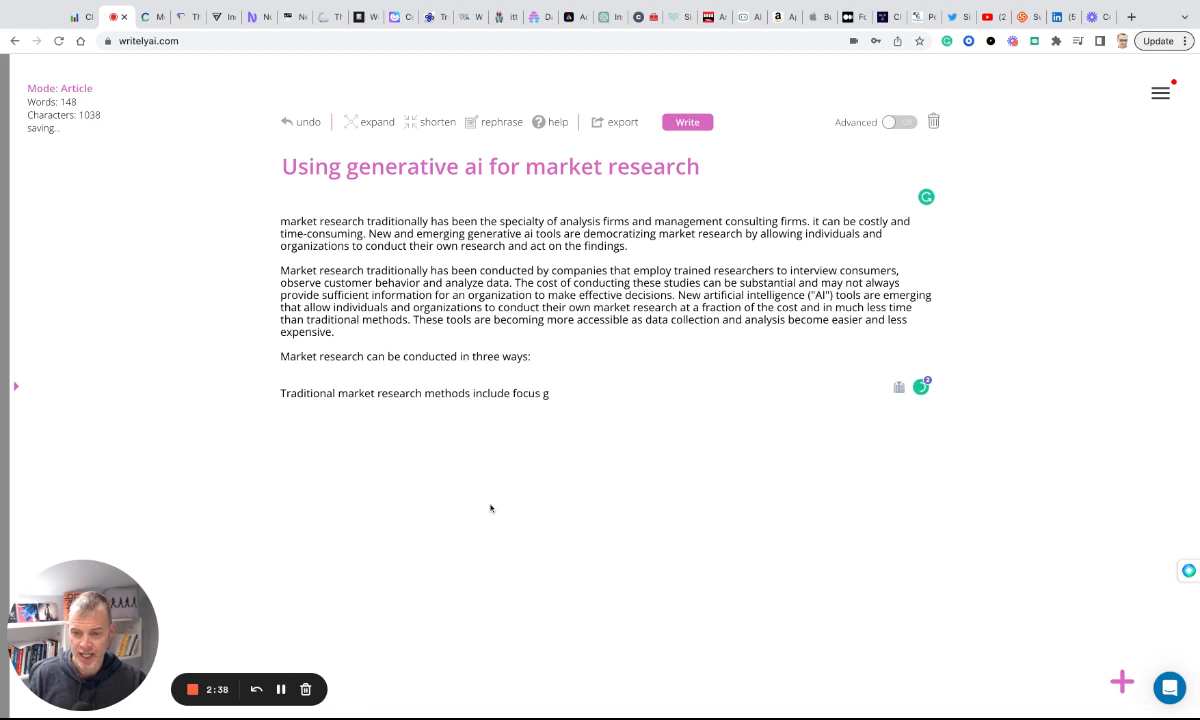 writelyai.com
Update
Mode: Article
Words: 148
Characters: 1038
saving...
undo expand shorten rephrase help export Write Advanced Off
Using generative ai for market research
market research traditionally has been the specialty of analysis firms and management consulting firms. it can be costly and
time-consuming. New and emerging generative ai tools are democratizing market research by allowing individuals and
organizations to conduct their own research and act on the findings.
Market research traditionally has been conducted by companies that employ trained researchers to interview consumers,
observe customer behavior and analyze data. The cost of conducting these studies can be substantial and may not always
provide sufficient information for an organization to make effective decisions. New artificial intelligence ("AI") tools are emerging
that allow individuals and organizations to conduct their own market research at a fraction of the cost and in much less time
than traditional methods. These tools are becoming more accessible as data collection and analysis become easier and less
expensive.
Market research can be conducted in three ways:
Traditional market research methods include focus g
2
2:38